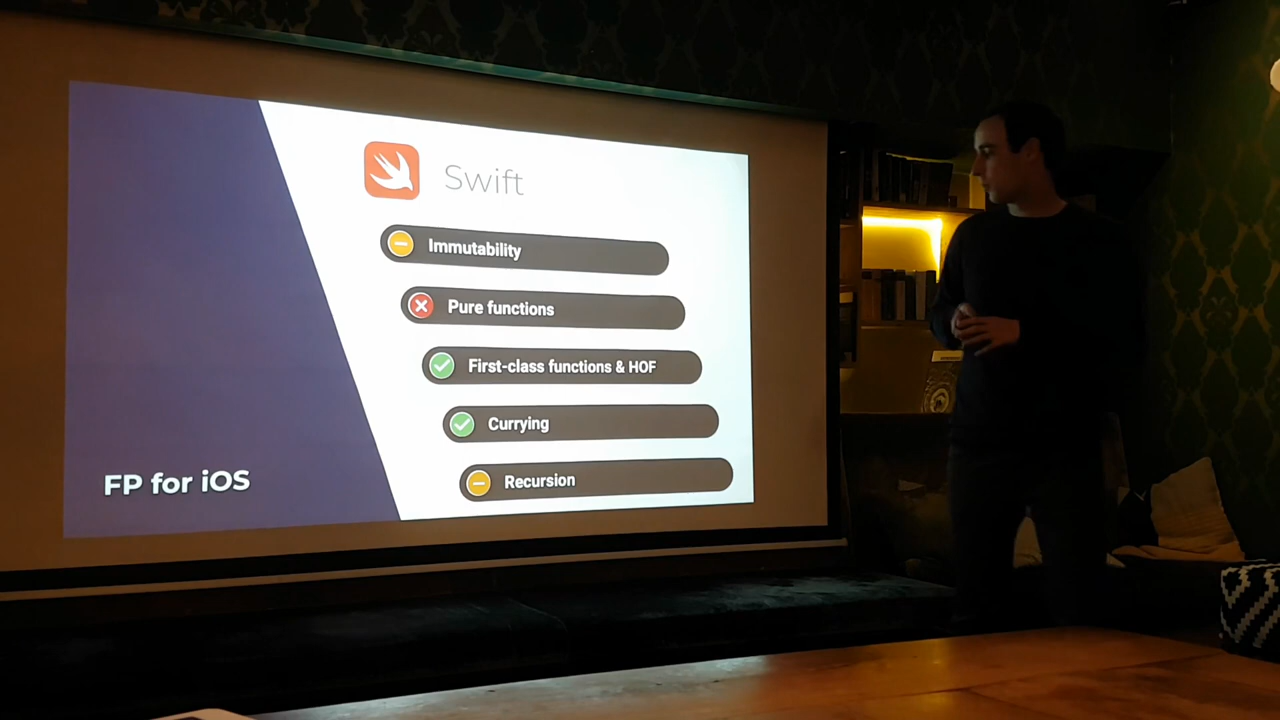 Swift
Immutability
Pure functions
First-class functions & HOF
Currying
Recursion
FP for iOS